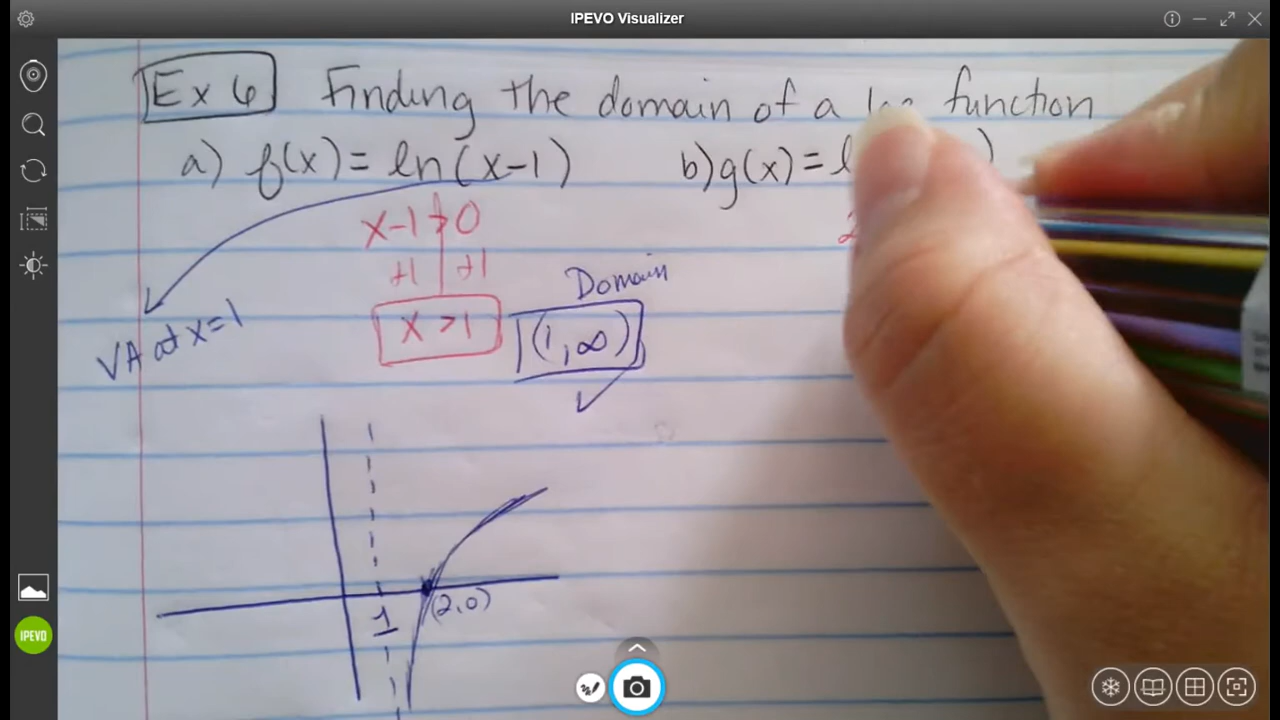 IPEVO Visualizer
Ex 6 Finding the domain of a function
a) f(x) = ln(x-1) b) g(x) =
x-1 > 0
+1 +1
Domain
x > 1
(1, ∞)
VA at x=1
1
(2,0)
IPEVO